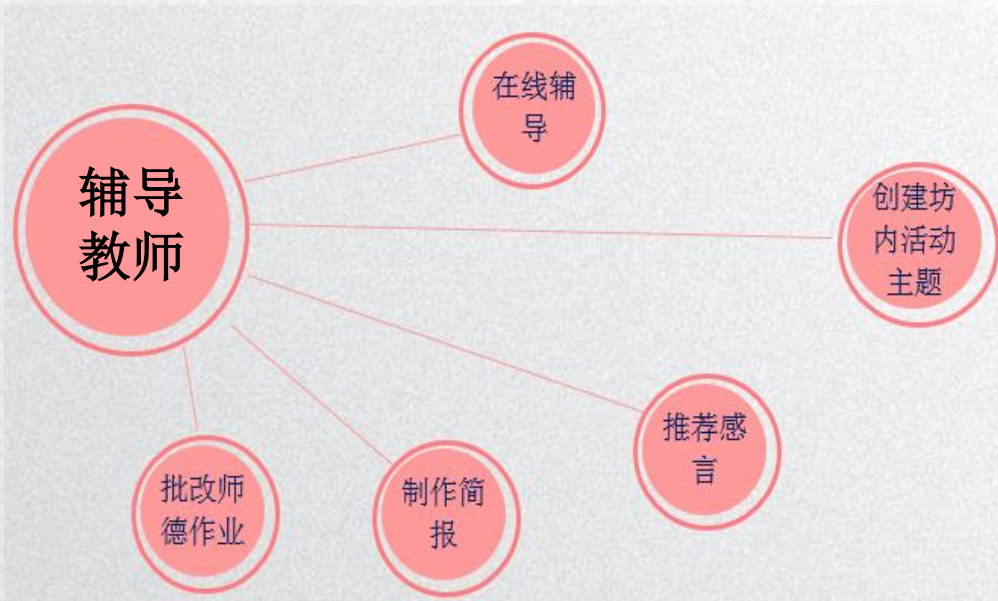 辅导
教师
在线辅
导
创建坊
内活动
主题
推荐感
言
制作简
报
批改师
德作业